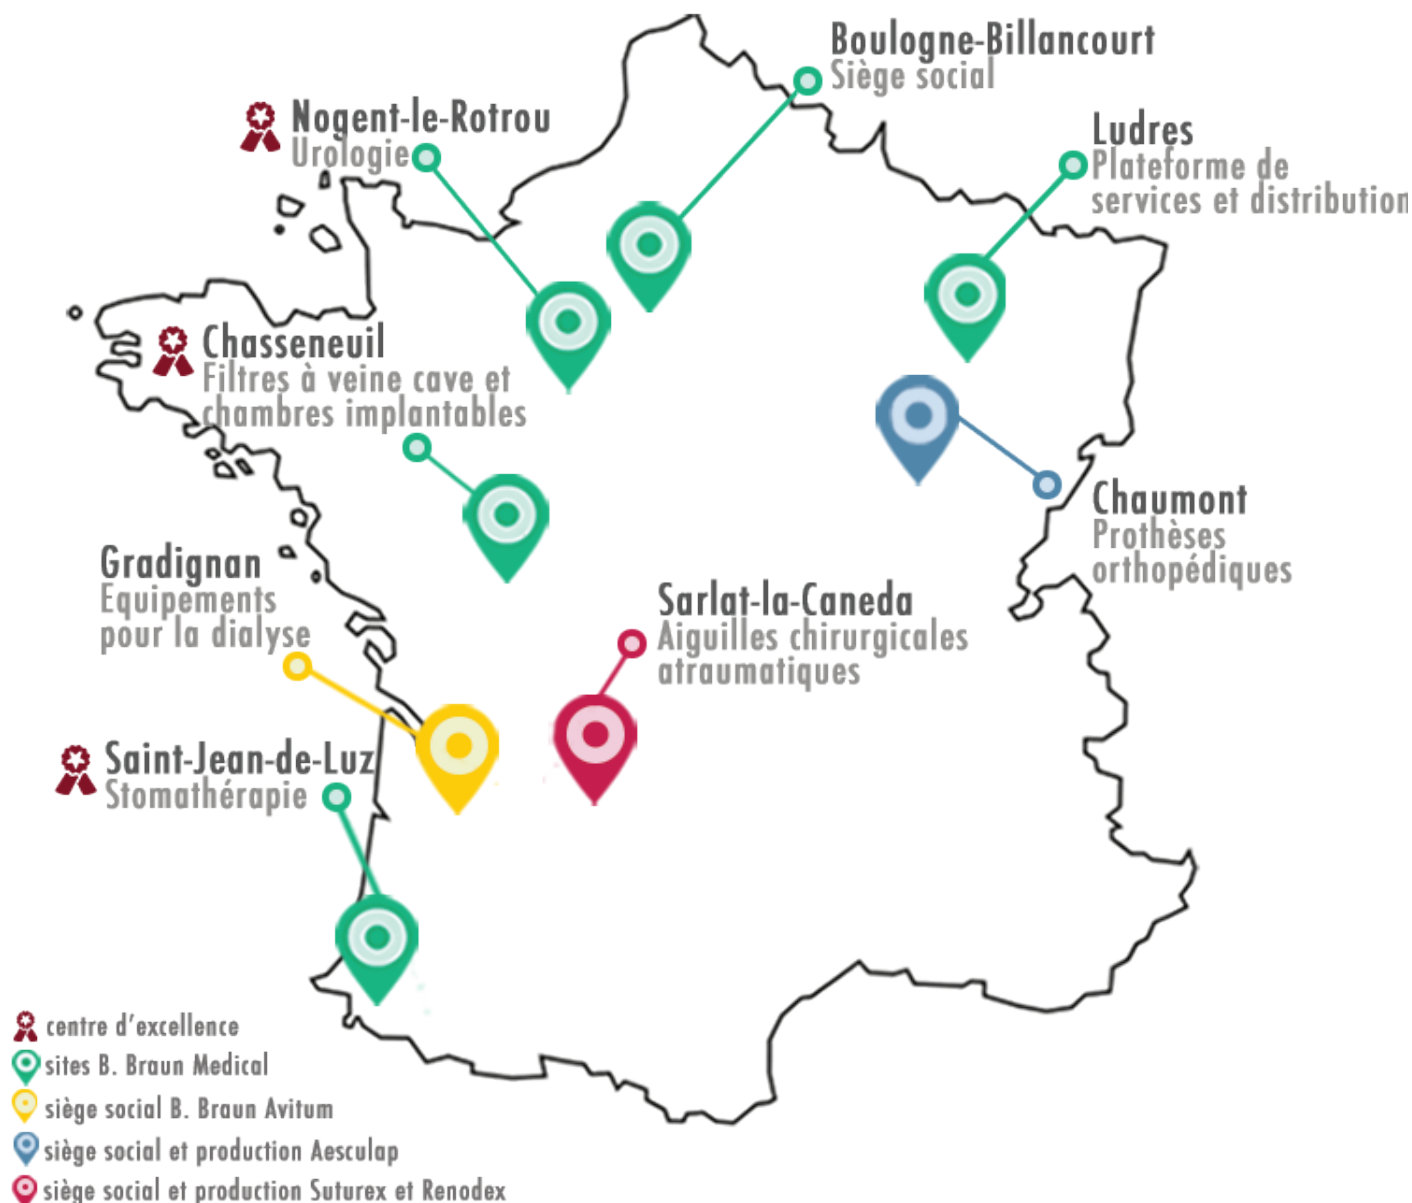 Boulogne-Billancourt
Siège social
Nogent-le-Rotrou
Urologie
Ludres
Plateforme de
services et distribution
Chasseneuil
Filtres à veine cave et
chambres implantables
Chaumont
Prothèses
orthopédiques
Gradignan
Equipements
pour la dialyse
Sarlat-la-Caneda
Aiguilles chirurgicales
atraumatiques
Saint-Jean-de-Luz
Stomathérapie
centre d'excellence
sites B. Braun Medical
siège social B. Braun Avitum
siège social et production Aesculap
siège social et production Suturex et Renodex